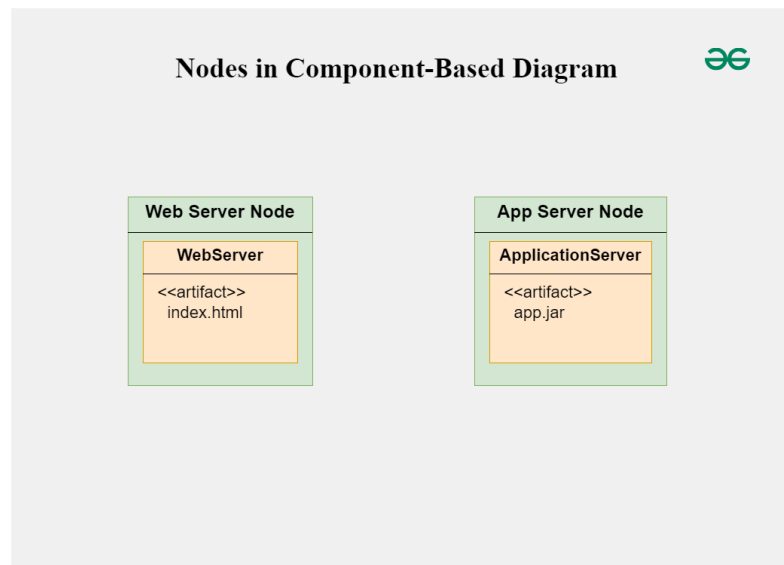 Nodes in Component-Based Diagram
Web Server Node
WebServer
<<artifact>>
index.html
App Server Node
ApplicationServer
<<artifact>>
app.jar